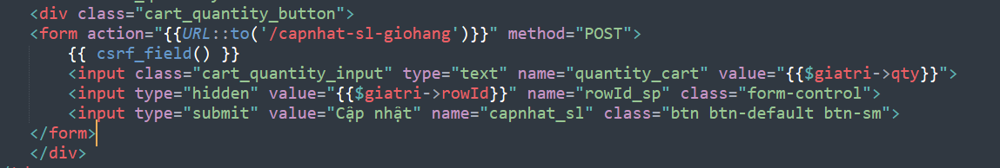 <div class="cart_quantity_button">
<form action="{{URL::to('/capnhat-sl-giohang')}}" method="POST">
{{ csrf_field() }}
<input class="cart_quantity_input" type="text" name="quantity_cart" value="{{$giatri->qty}}">
<input type="hidden" value="{{$giatri->rowId}}" name="rowId_sp" class="form-control">
<input type="submit" value="Cập nhật" name="capnhat_sl" class="btn btn-default btn-sm">
</form>
</div>